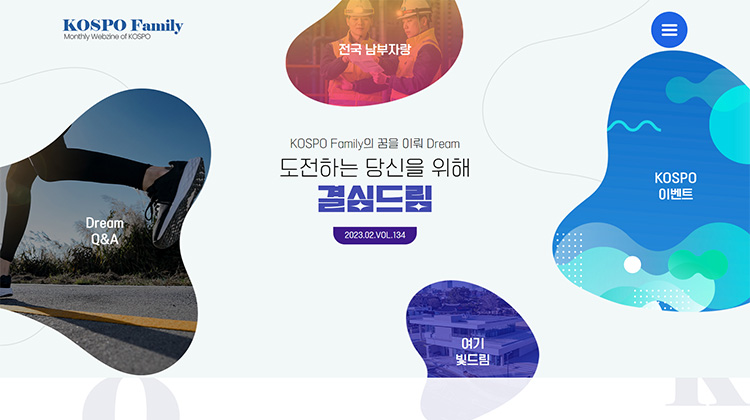 KOSPO Family
Monthly Webzine of KOSPO
전국 남부자랑
KOSPO Family의 꿈을 이뤄 Dream
도전하는 당신을 위해
결심드림
2023.02.VOL.134
Dream
Q&A
KOSPO
이벤트
여기
빛드림